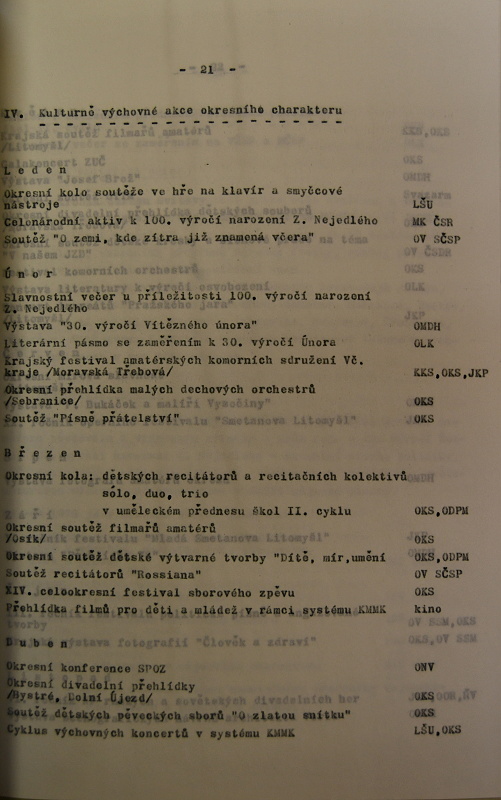 - 21 -
IV. Kulturně výchovné akce okresního charakteru
Leden
Okresní kolo soutěže ve hře na klavír a smyčcové
nástroje LŠU
Celonárodní aktiv k 100. výročí narození Z. Nejedlého MK ČSR
Soutěž "O zemi, kde zítra již znamená včera" OV SČSP
Únor
Slavnostní večer u příležitosti 100. výročí narození
Z. Nejedlého
Výstava "30. výročí Vítězného února" OMDH
Literární pásmo se zaměřením k 30. výročí Února OLK
Krajský festival amatérských komorních sdružení Vč.
kraje /Moravská Třebová/ KKS,OKS,JKP
Okresní přehlídka malých dechových orchestrů
/Sebranice/ OKS
Soutěž "Písně přátelství" OKS
Březen
Okresní kola: dětských recitátorů a recitačních kolektivů
sólo, duo, trio
v uměleckém přednesu škol II. cyklu OKS,ODPM
Okresní soutěž filmařů amatérů
/Osík/ OKS
Okresní soutěž dětské výtvarné tvorby "Dítě, mír,umění OKS,ODPM
Soutěž recitátorů "Rossiana" OV SČSP
XIV. celookresní festival sborového zpěvu OKS
Přehlídka filmů pro děti a mládež v rámci systému KMMK kino
Duben
Okresní konference SPOZ ONV
Okresní divadelní přehlídky
/Bystré, Dolní Újezd/ OKS
Soutěž dětských pěveckých sborů "O zlatou snítku" OKS
Cyklus výchovných koncertů v systému KMMK LŠU,OKS